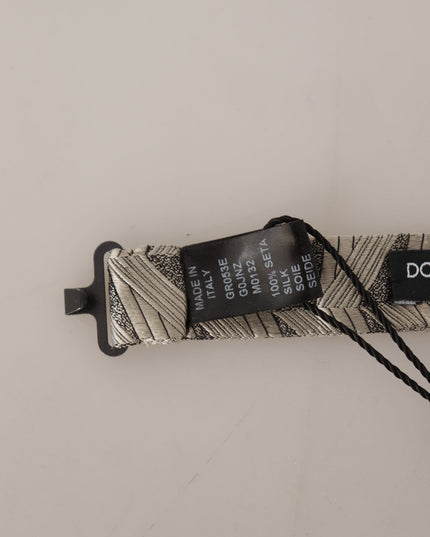 MADE IN
ITALY
GR053E
G0JNZ
M0132
100% SETA
SILK
SOIE
SEIDE
DO